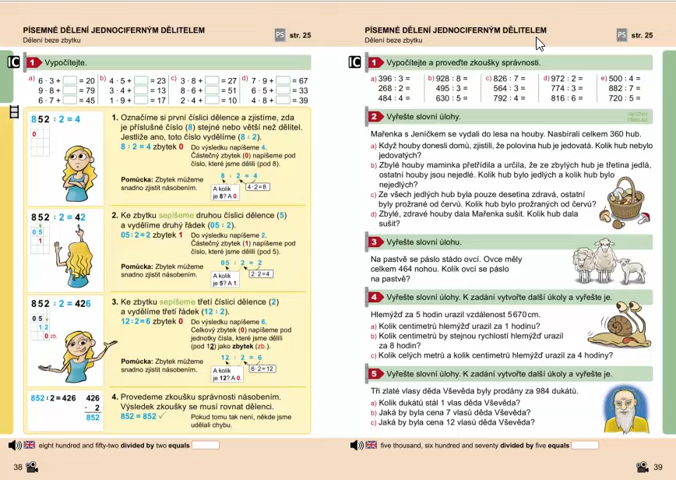 PÍSEMNÉ DĚLENÍ JEDNOCIFERNÝM DĚLITELEM
Dělení beze zbytku
PS str. 25
1 Vypočítejte.
a) 6 · 3 + = 20 b) 4 · 5 + = 23 c) 3 · 8 + = 27 d) 7 · 9 + = 67
9 · 8 + = 79 3 · 4 + = 13 8 · 6 + = 51 6 · 5 + = 33
6 · 7 + = 45 1 · 9 + = 17 2 · 4 + = 10 4 · 8 + = 39
852 : 2 = 4
0
1. Označíme si první číslici dělence a zjistíme, zda
je příslušné číslo (8) stejné nebo větší než dělitel.
Jestliže ano, toto číslo vydělíme (8 : 2).
8 : 2 = 4 zbytek 0
Do výsledku napíšeme 4.
Částečný zbytek (0) napíšeme pod
číslo, které jsme dělili (pod 8).
Pomůcka: Zbytek můžeme
snadno zjistit násobením.
8 : 2 = 4
A kolik
je 8? A 0.
4 · 2 = 8
852 : 2 = 42
05
1
2. Ke zbytku sepíšeme druhou číslici dělence (5)
a vydělíme druhý řádek (05 : 2).
05 : 2 = 2 zbytek 1
Do výsledku napíšeme 2.
Částečný zbytek (1) napíšeme pod
číslo, které jsme dělili (pod 5).
Pomůcka: Zbytek můžeme
snadno zjistit násobením.
05 : 2 = 2
A kolik
je 5? A 1.
2 · 2 = 4
852 : 2 = 426
05
12
0 zb.
3. Ke zbytku sepíšeme třetí číslici dělence (2)
a vydělíme třetí řádek (12 : 2).
12 : 2 = 6 zbytek 0
Do výsledku napíšeme 6.
Celkový zbytek (0) napíšeme pod
jednotky čísla, které jsme dělili
(pod 12) jako zbytek (zb.).
Pomůcka: Zbytek můžeme
snadno zjistit násobením.
12 : 2 = 6
A kolik
je 12? A 0.
6 · 2 = 12
852 : 2 = 426
426
· 2
852
4. Provedeme zkoušku správnosti násobením.
Výsledek zkoušky se musí rovnat dělenci.
852 = 852 ✓
Pokud tomu tak není, někde jsme
udělali chybu.
eight hundred and fifty-two divided by two equals
38
PÍSEMNÉ DĚLENÍ JEDNOCIFERNÝM DĚLITELEM
Dělení beze zbytku
PS str. 25
1 Vypočítejte a proveďte zkoušky správnosti.
a) 396 : 3 = b) 928 : 8 = c) 826 : 7 = d) 972 : 2 = e) 500 : 4 =
268 : 2 = 495 : 3 = 564 : 3 = 774 : 3 = 882 : 7 =
484 : 4 = 630 : 5 = 792 : 4 = 816 : 6 = 720 : 5 =
2 Vyřešte slovní úlohy.
Mařenka s Jeníčkem se vydali do lesa na houby. Nasbírali celkem 360 hub.
a) Když houby donesli domů, zjistili, že polovina hub je jedovatá. Kolik hub nebylo
jedovatých?
b) Zbylé houby maminka přetřídila a určila, že ze zbylých hub je třetina jedlá,
ostatní houby jsou nejedlé. Kolik hub bylo jedlých a kolik hub bylo
nejedlých?
c) Ze všech jedlých hub byla pouze desetina zdravá, ostatní
byly prožrané od červů. Kolik hub bylo prožraných od červů?
d) Zbylé, zdravé houby dala Mařenka sušit. Kolik hub dala
sušit?
3 Vyřešte slovní úlohu.
Na pastvě se páslo stádo ovcí. Ovce měly
celkem 464 nohou. Kolik ovcí se páslo
na pastvě?
4 Vyřešte slovní úlohu. K zadání vytvořte další úkoly a vyřešte je.
Hlemýžď za 5 hodin urazil vzdálenost 5 670 cm.
a) Kolik centimetrů hlemýžď urazil za 1 hodinu?
b) Kolik centimetrů by stejnou rychlostí hlemýžď urazil
za 8 hodin?
c) Kolik celých metrů a kolik centimetrů hlemýžď urazil za 4 hodiny?
5 Vyřešte slovní úlohu. K zadání vytvořte další úkoly a vyřešte je.
Tři zlaté vlasy děda Vševěda byly prodány za 984 dukátů.
a) Kolik dukátů stál 1 vlas děda Vševěda?
b) Jaká by byla cena 7 vlasů děda Vševěda?
c) Jaká by byla cena 12 vlasů děda Vševěda?
five thousand, six hundred and seventy divided by five equals
39